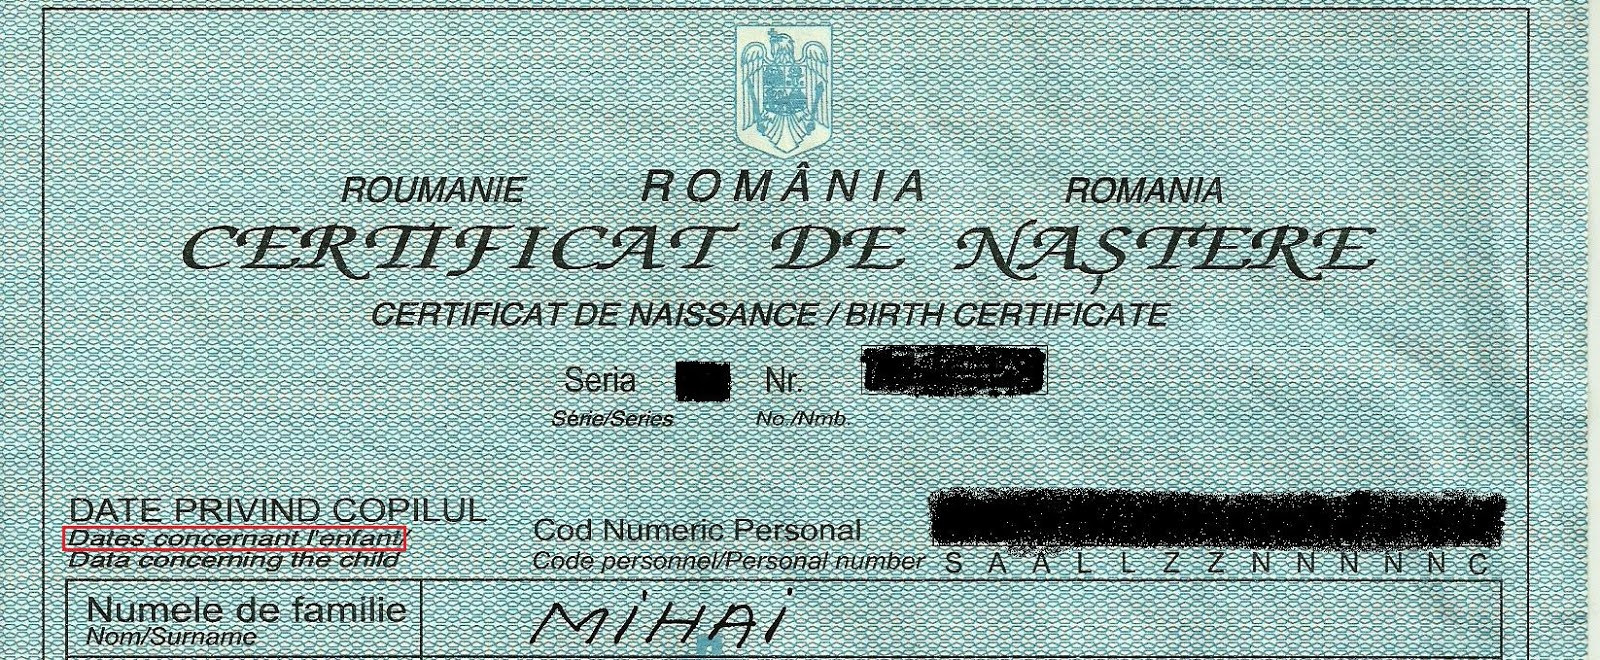 ROUMANIE ROMÂNIA ROMANIA
CERTIFICAT DE NAȘTERE
CERTIFICAT DE NAISSANCE / BIRTH CERTIFICATE
Seria Nr.
Série/Series No./Nmb.
DATE PRIVIND COPILUL
Dates concernant l'enfant
Data concerning the child
Cod Numeric Personal
Code personnel/Personal number S A A L L Z Z N N N N N C
Numele de familie
Nom/Surname
MIHAI